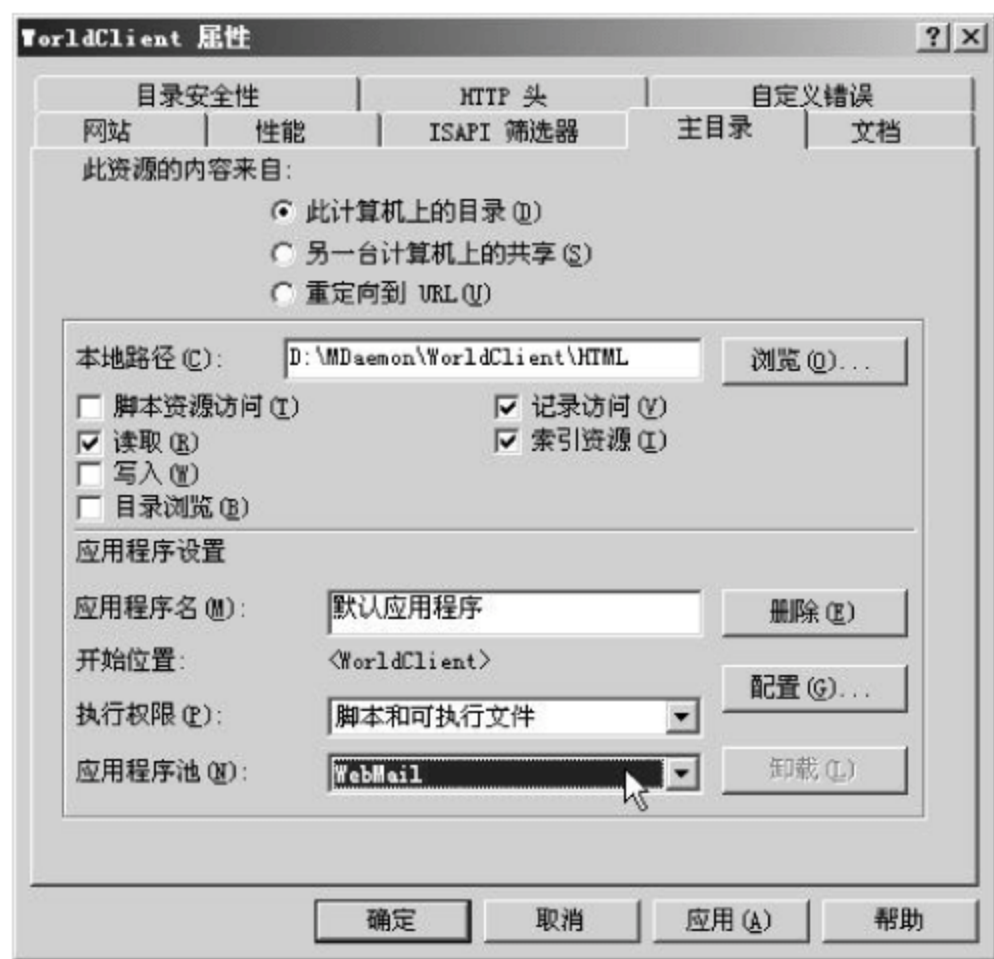 WorldClient 属性
目录安全性 HTTP 头 自定义错误
网站 性能 ISAPI 筛选器 主目录 文档
此资源的内容来自:
此计算机上的目录(D)
另一台计算机上的共享(S)
重定向到 URL(U)
本地路径(C): D:\MDaemon\WorldClient\HTML 浏览(O)...
脚本资源访问(T) 记录访问(V)
读取(R) 索引资源(I)
写入(W)
目录浏览(B)
应用程序设置
应用程序名(M): 默认应用程序 删除(E)
开始位置: <WorldClient>
配置(G)...
执行权限(P): 脚本和可执行文件
应用程序池(N): WebMail 卸载(L)
确定 取消 应用(A) 帮助